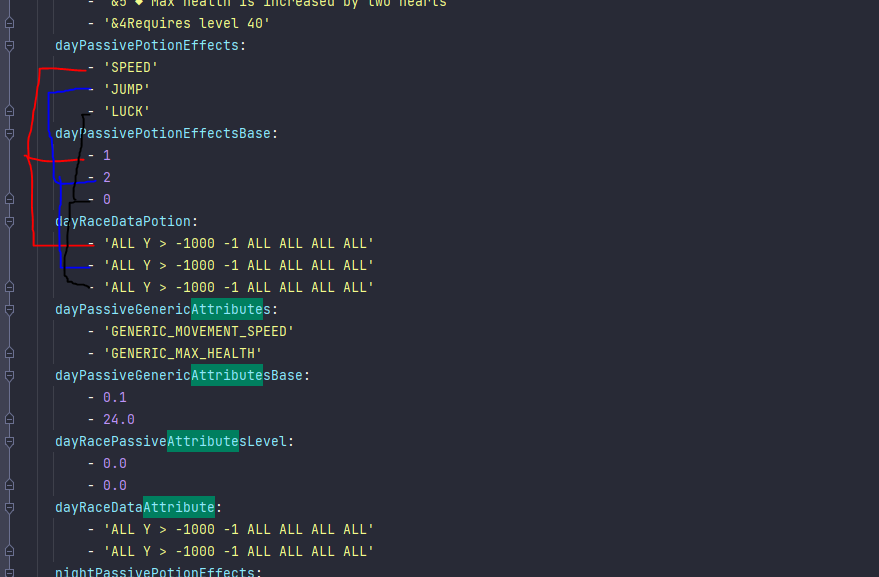 - '&5 ◆ Max health is increased by two hearts'
- '&4Requires level 40'
dayPassivePotionEffects:
- 'SPEED'
- 'JUMP'
- 'LUCK'
dayPassivePotionEffectsBase:
- 1
- 2
- 0
dayRaceDataPotion:
- 'ALL Y > -1000 -1 ALL ALL ALL ALL'
- 'ALL Y > -1000 -1 ALL ALL ALL ALL'
- 'ALL Y > -1000 -1 ALL ALL ALL ALL'
dayPassiveGenericAttributes:
- 'GENERIC_MOVEMENT_SPEED'
- 'GENERIC_MAX_HEALTH'
dayPassiveGenericAttributesBase:
- 0.1
- 24.0
dayRacePassiveAttributesLevel:
- 0.0
- 0.0
dayRaceDataAttribute:
- 'ALL Y > -1000 -1 ALL ALL ALL ALL'
- 'ALL Y > -1000 -1 ALL ALL ALL ALL'
nightPassivePotionEffects: